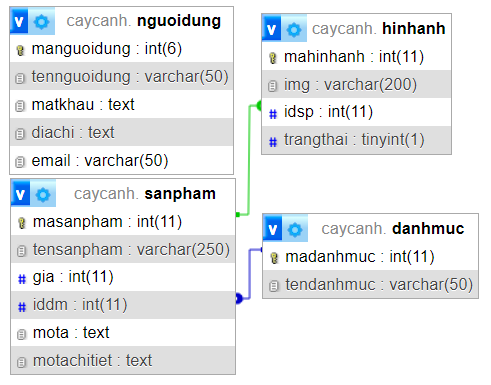 v caycanh. nguoidung
manguoidung : int(6)
tennguoidung : varchar(50)
matkhau : text
diachi : text
email : varchar(50)
v caycanh. hinhanh
mahinhanh : int(11)
img : varchar(200)
# idsp : int(11)
# trangthai : tinyint(1)
v caycanh. sanpham
masanpham : int(11)
tensanpham : varchar(250)
# gia : int(11)
# iddm : int(11)
mota : text
motachitiet : text
v caycanh. danhmuc
madanhmuc : int(11)
tendanhmuc : varchar(50)